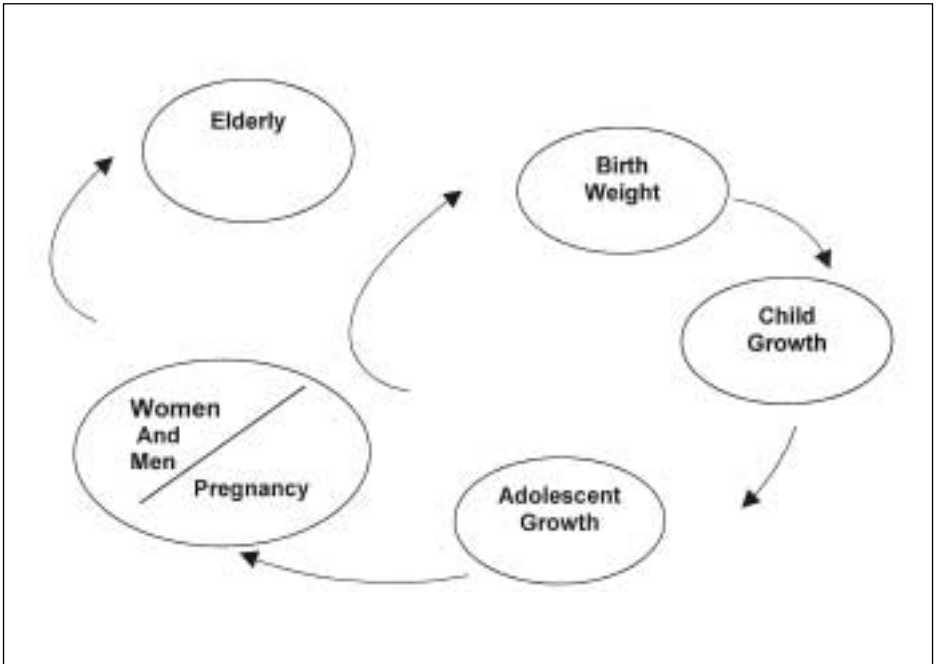 Elderly
Birth
Weight
Child
Growth
Adolescent
Growth
Women
And
Men
Pregnancy